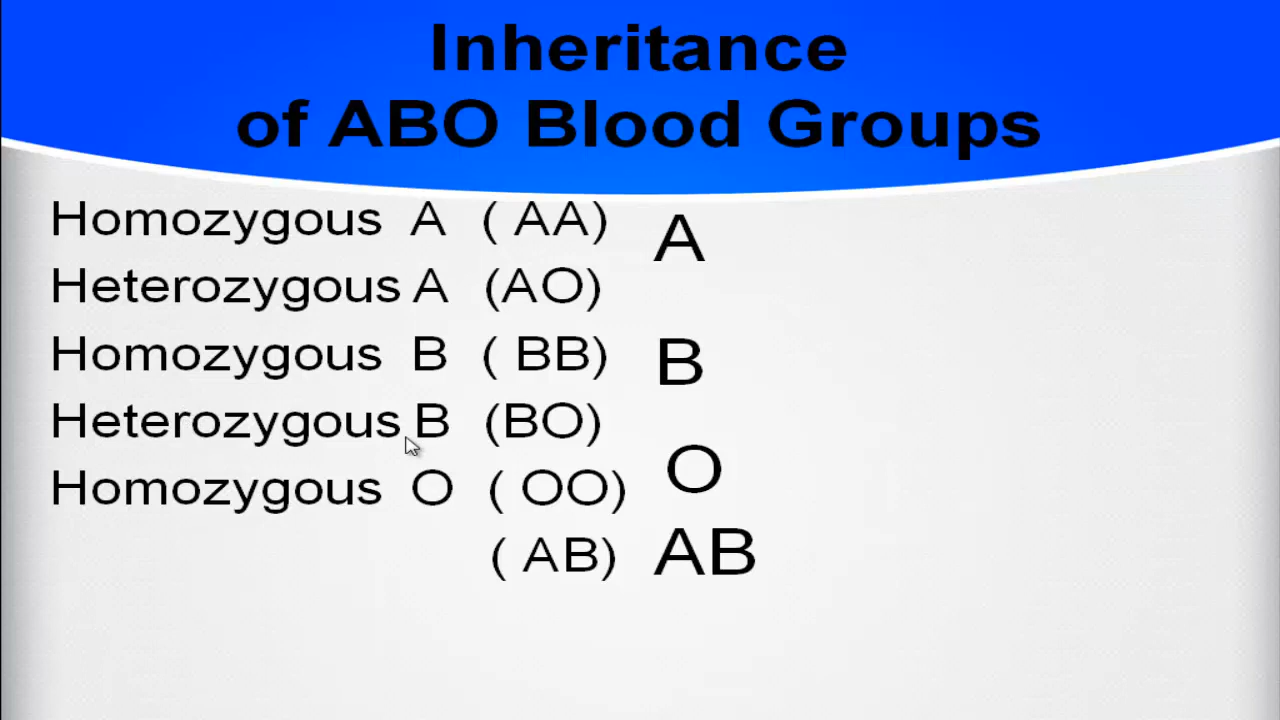 Inheritance
of ABO Blood Groups
Homozygous A ( AA) A
Heterozygous A (AO)
Homozygous B ( BB) B
Heterozygous B (BO)
Homozygous O ( OO) O
( AB) AB